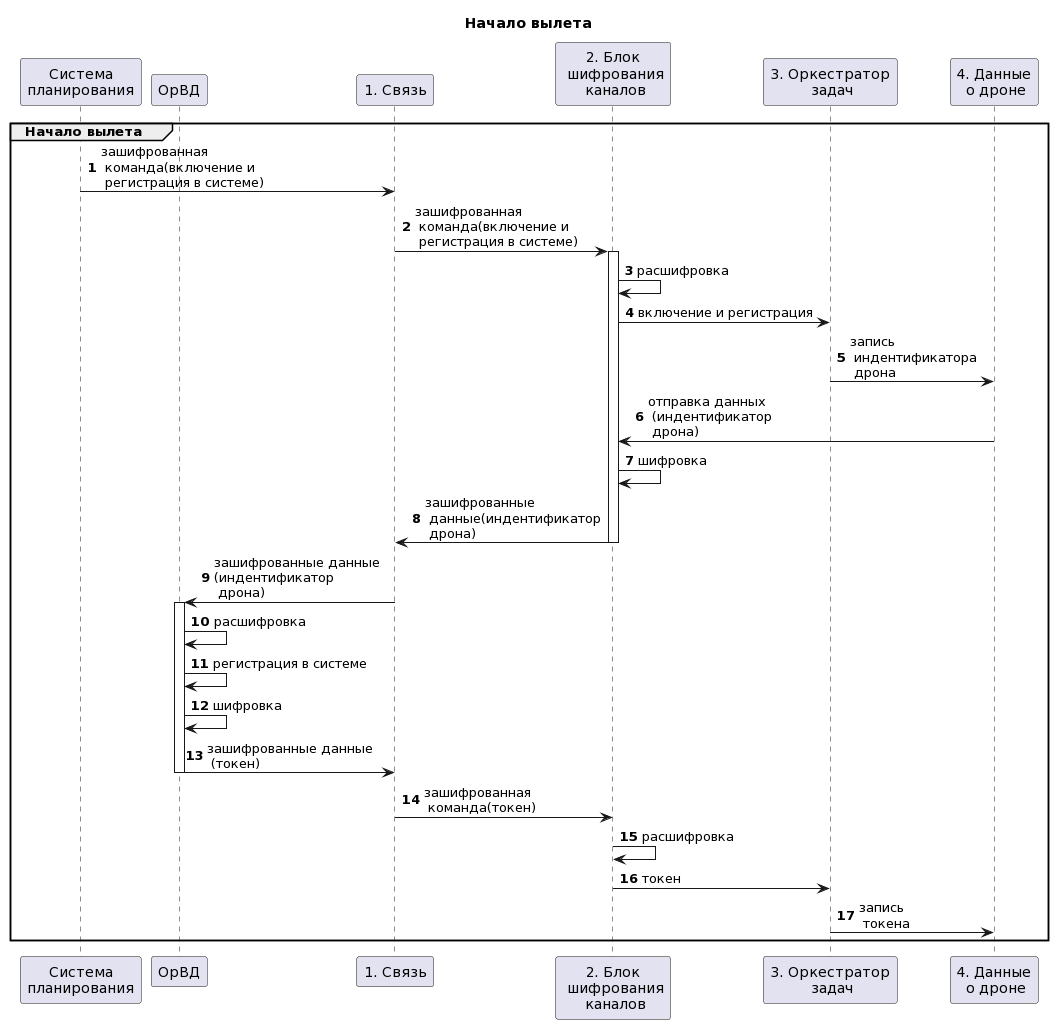 Начало вылета
Система
планирования
ОрВД
1. Связь
2. Блок
шифрования
каналов
3. Оркестратор
задач
4. Данные
о дроне
Начало вылета
зашифрованная
1 команда(включение и
регистрация в системе)
зашифрованная
2 команда(включение и
регистрация в системе)
3 расшифровка
4 включение и регистрация
запись
5 индентификатора
дрона
отправка данных
6 (индентификатор
дрона)
7 шифровка
зашифрованные
8 данные(индентификатор
дрона)
зашифрованные данные
9 (индентификатор
дрона)
10 расшифровка
11 регистрация в системе
12 шифровка
13 зашифрованные данные
(токен)
14 зашифрованная
команда(токен)
15 расшифровка
16 токен
17 запись
токена
Система
планирования
ОрВД
1. Связь
2. Блок
шифрования
каналов
3. Оркестратор
задач
4. Данные
о дроне